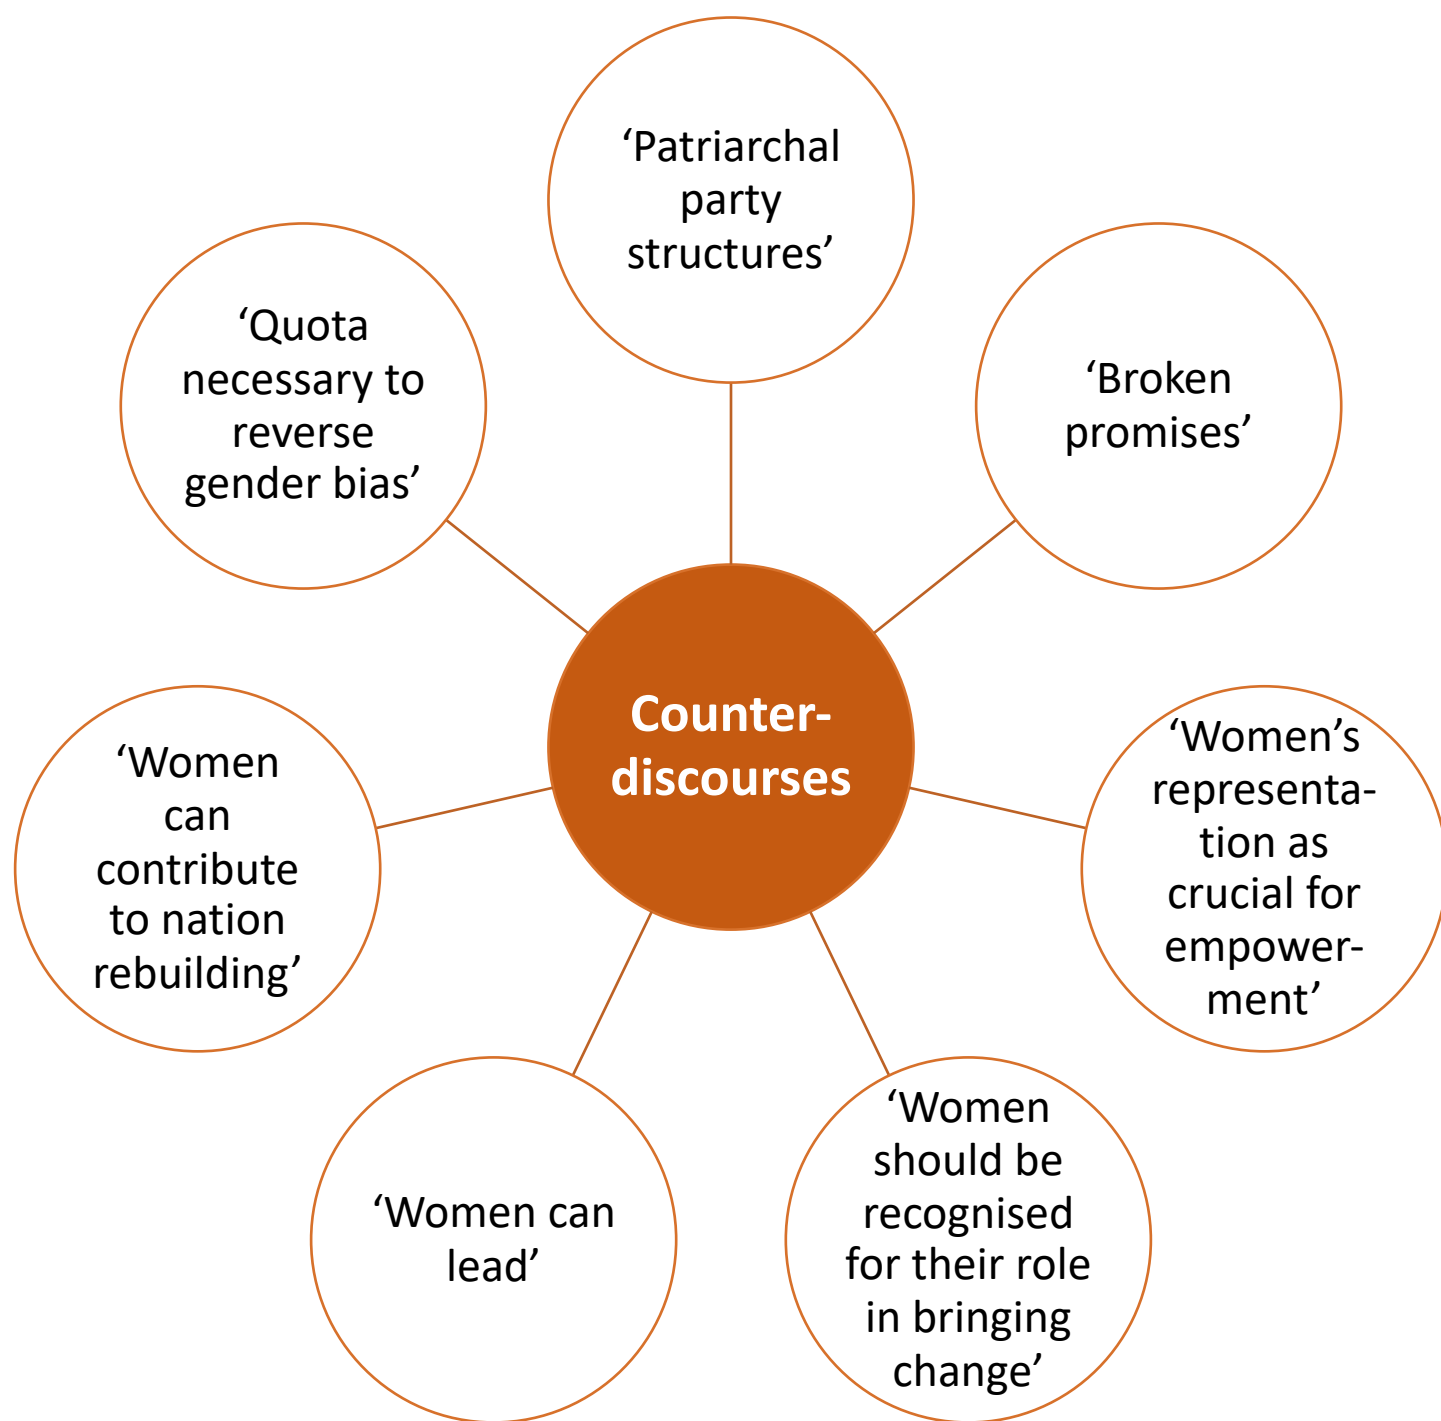 ‘Patriarchal
party
structures’
‘Broken
promises’
‘Women’s
representa-
tion as
crucial for
empower-
ment’
‘Women
should be
recognised
for their role
in bringing
change’
‘Women can
lead’
‘Women
can
contribute
to nation
rebuilding’
‘Quota
necessary to
reverse
gender bias’
Counter-
discourses